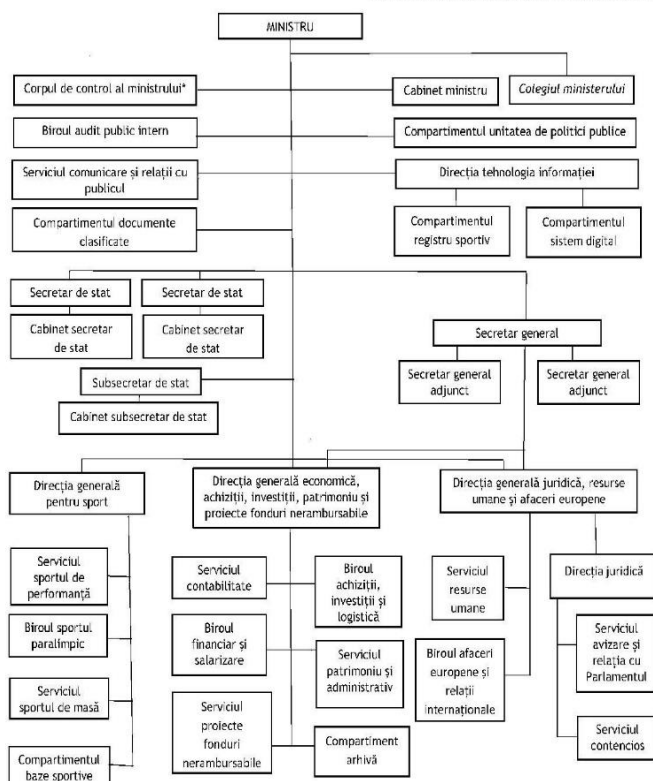 MINISTRU
Corpul de control al ministrului*
Cabinet ministru
Colegiul ministerului
Biroul audit public intern
Compartimentul unitatea de politici publice
Serviciul comunicare și relații cu
publicul
Direcția tehnologia informației
Compartimentul documente
clasificate
Compartimentul
registru sportiv
Compartimentul
sistem digital
Secretar de stat
Secretar de stat
Cabinet secretar
de stat
Cabinet secretar
de stat
Secretar general
Secretar general
adjunct
Secretar general
adjunct
Subsecretar de stat
Cabinet subsecretar de stat
Direcția generală
pentru sport
Direcția generală economică,
achiziții, investiții, patrimoniu și
proiecte fonduri nerambursabile
Direcția generală juridică, resurse
umane și afaceri europene
Serviciul
sportul de
performanță
Biroul sportul
paralimpic
Serviciul
sportul de masă
Compartimentul
baze sportive
Serviciul
contabilitate
Biroul
achiziții,
investiții și
logistică
Biroul
financiar și
salarizare
Serviciul
patrimoniu și
administrativ
Serviciul
proiecte
fonduri
nerambursabile
Compartiment
arhivă
Serviciul
resurse
umane
Biroul afaceri
europene și
relații
internaționale
Direcția juridică
Serviciul
avizare și
relația cu
Parlamentul
Serviciul
contencios